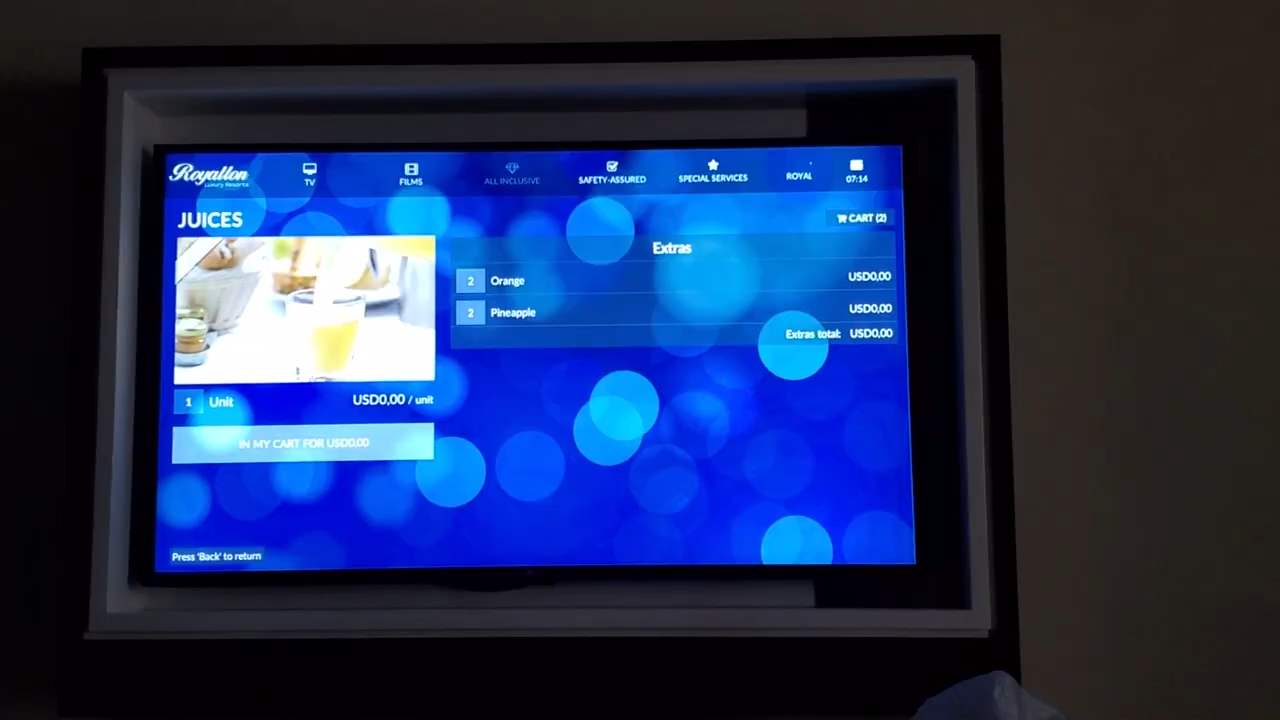 Royalton
Luxury Resorts
TV
FILMS
ALL INCLUSIVE
SAFETY-ASSURED
SPECIAL SERVICES
ROYAL
07:14
JUICES
CART (2)
Extras
2 Orange USD0,00
2 Pineapple USD0,00
Extras total: USD0,00
1 Unit USD0,00 / unit
IN MY CART FOR USD0,00
Press 'Back' to return